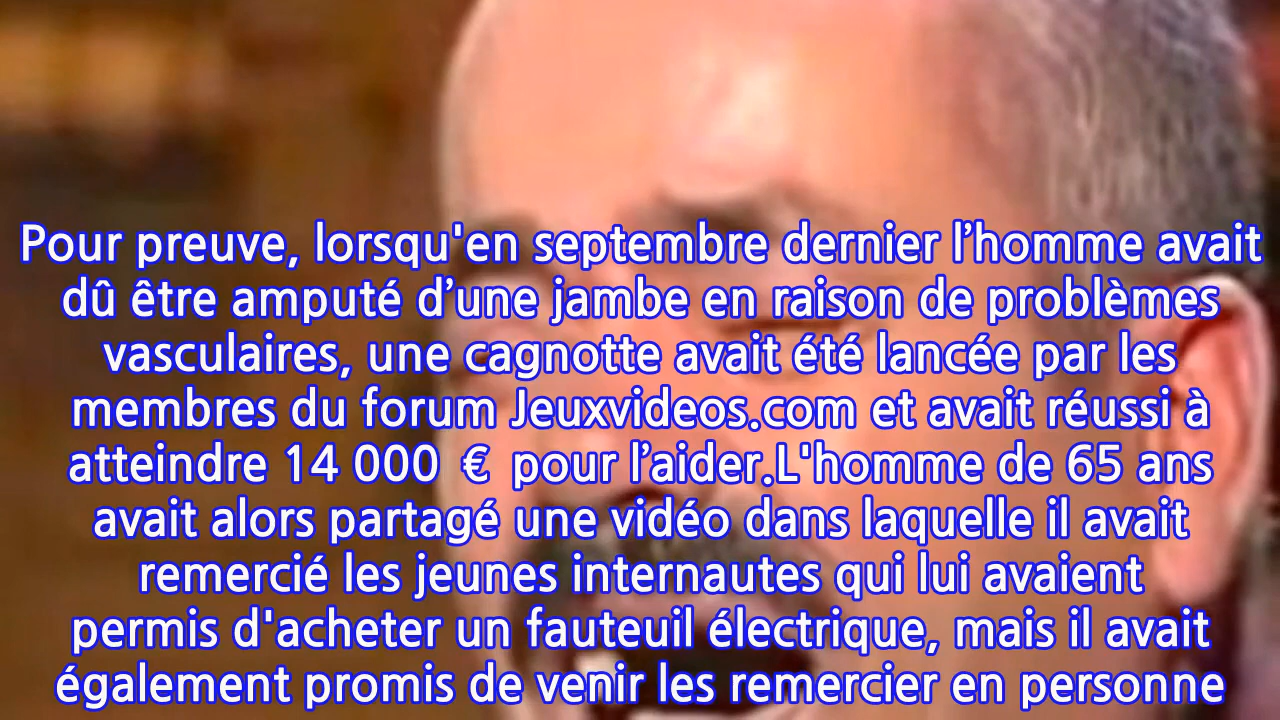 Pour preuve, lorsqu'en septembre dernier l’homme avait
dû être amputé d’une jambe en raison de problèmes
vasculaires, une cagnotte avait été lancée par les
membres du forum Jeuxvideos.com et avait réussi à
atteindre 14 000 € pour l’aider.L'homme de 65 ans
avait alors partagé une vidéo dans laquelle il avait
remercié les jeunes internautes qui lui avaient
permis d'acheter un fauteuil électrique, mais il avait
également promis de venir les remercier en personne